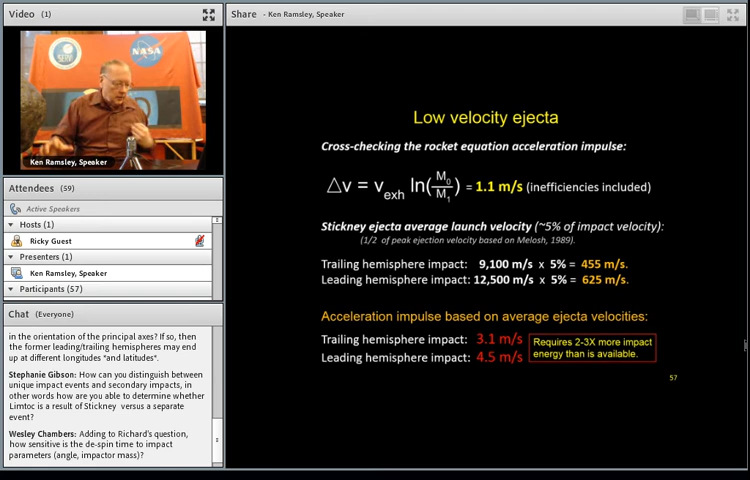 Video (1)
SERVI
NASA
Ken Ramsley, Speaker
Attendees (59)
Active Speakers
Hosts (1)
Ricky Guest
Presenters (1)
Ken Ramsley, Speaker
Participants (57)
Chat (Everyone)
in the orientation of the principal axes? If so, then
the former leading/trailing hemispheres may end
up at different longitudes *and latitudes*.
Stephanie Gibson: How can you distinguish between
unique impact events and secondary impacts, in
other words how are you able to determine whether
Limtoc is a result of Stickney versus a separate
event?
Wesley Chambers: Adding to Richard's question,
how sensitive is the de-spin time to impact
parameters (angle, impactor mass)?
Share - Ken Ramsley, Speaker
Low velocity ejecta
Cross-checking the rocket equation acceleration impulse:
△v = vexh ln(M0/M1) = 1.1 m/s (inefficiencies included)
Stickney ejecta average launch velocity (~5% of impact velocity):
(1/2 of peak ejection velocity based on Melosh, 1989).
Trailing hemisphere impact: 9,100 m/s x 5% = 455 m/s.
Leading hemisphere impact: 12,500 m/s x 5% = 625 m/s.
Acceleration impulse based on average ejecta velocities:
Trailing hemisphere impact: 3.1 m/s
Leading hemisphere impact: 4.5 m/s
Requires 2-3X more impact
energy than is available.
57